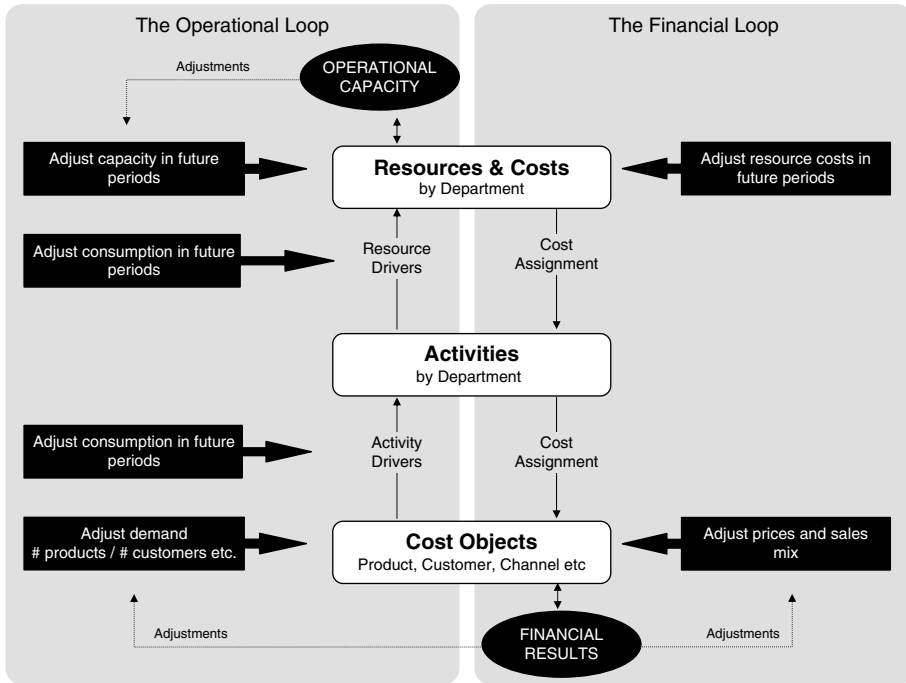 The Operational Loop
The Financial Loop
Adjustments
OPERATIONAL
CAPACITY
Adjust capacity in future
periods
Resources & Costs
by Department
Adjust resource costs in
future periods
Adjust consumption in future
periods
Resource
Drivers
Cost
Assignment
Activities
by Department
Adjust consumption in future
periods
Activity
Drivers
Cost
Assignment
Adjust demand
# products / # customers etc.
Cost Objects
Product, Customer, Channel etc
Adjust prices and sales
mix
Adjustments
FINANCIAL
RESULTS
Adjustments